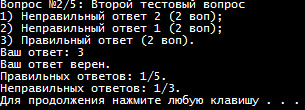 Вопрос №2/5: Второй тестовый вопрос
1) Неправильный ответ 2 (2 воп);
2) Неправильный ответ 1 (2 воп);
3) Правильный ответ (2 воп).
Ваш ответ: 3
Ваш ответ верен.
Правильных ответов: 1/5.
Неправильных ответов: 1/3.
Для продолжения нажмите любую клавишу . . .